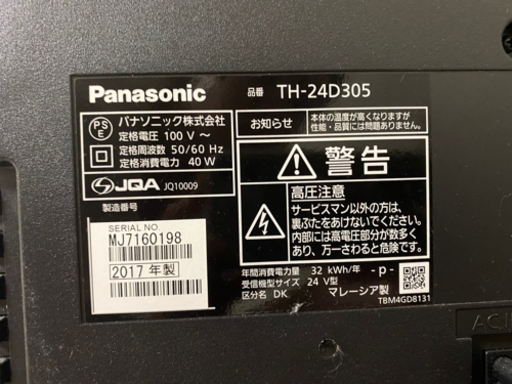 Panasonic
品番 TH-24D305
PS
E
パナソニック株式会社
定格電圧 100 V ～
定格周波数 50/60 Hz
定格消費電力 40 W
JQA JQ10009
製造番号
SERIAL NO.
MJ7160198
2017 年製
お知らせ
本体の温度が高くなりますが
性能・品質には問題ありません。
警告
高圧注意
サービスマン以外の方は、
裏ぶたをあけないでください。
内部には高電圧部分が数多く
あり、万一さわると危険です。
年間消費電力量 32 kWh/年 -p-
受信機型サイズ 24 V型
区分名 DK マレーシア製
TBM4GD8131
AC I